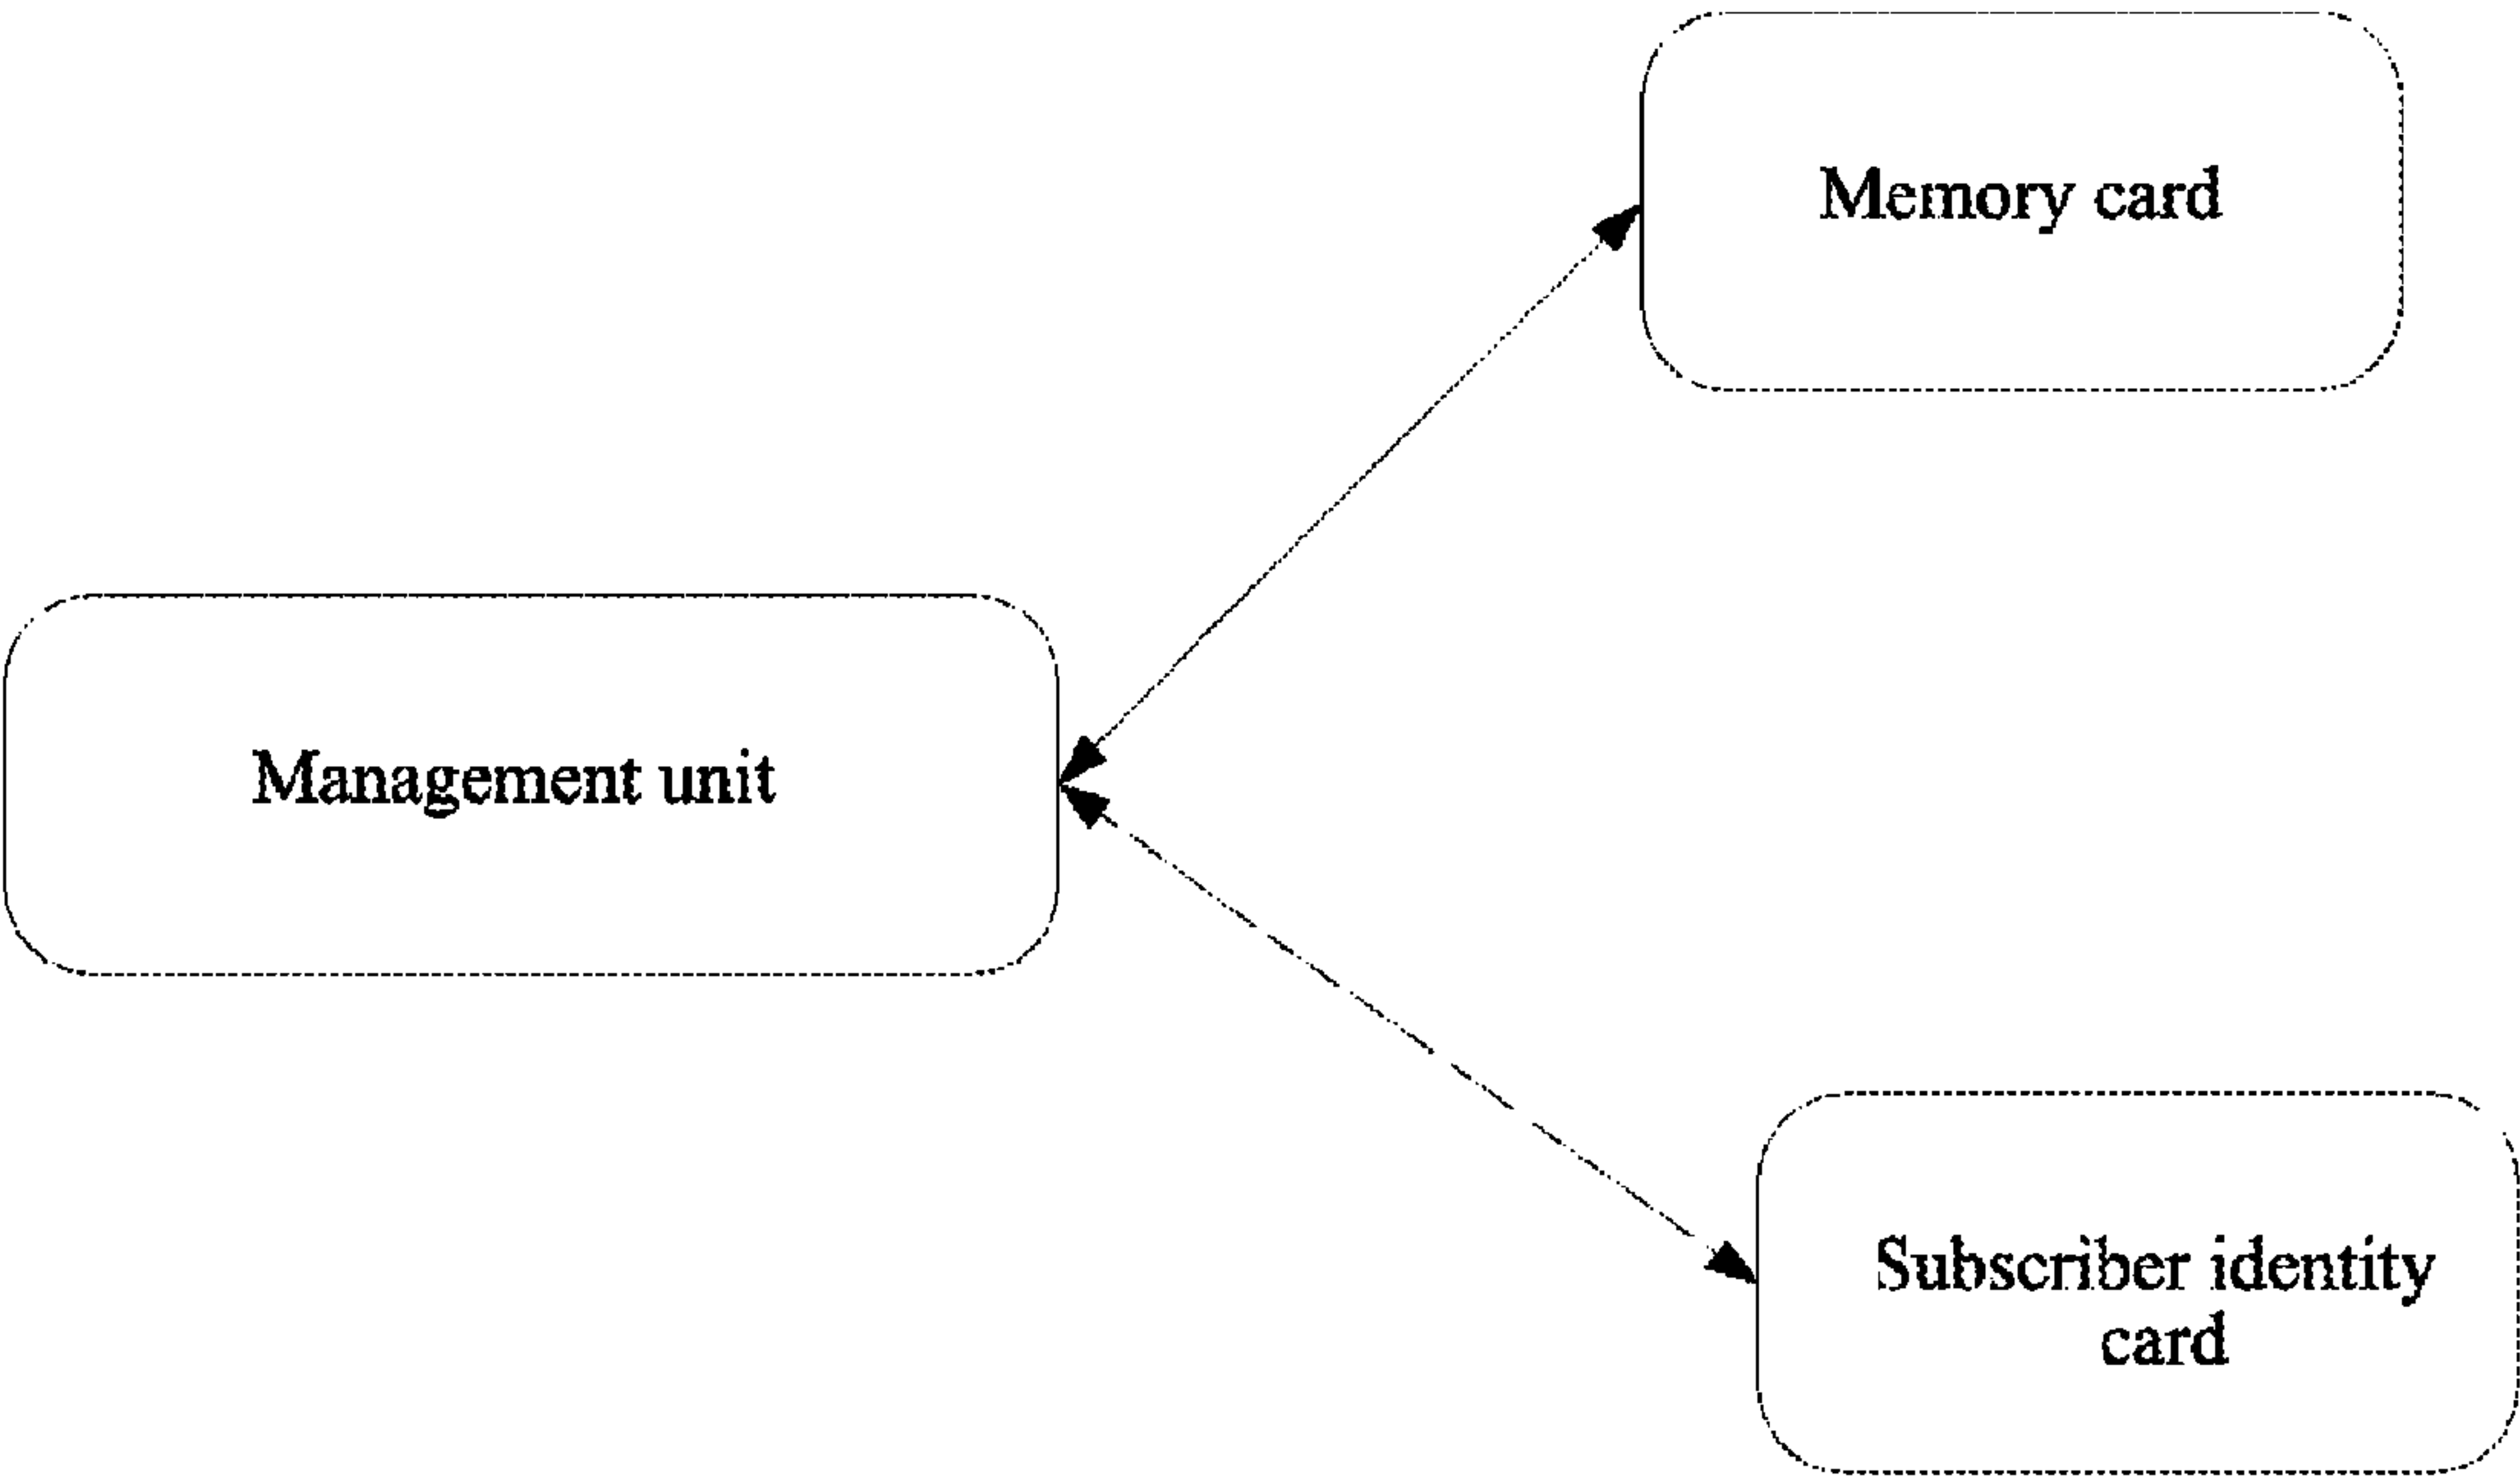 Memory card
Management unit
Subscriber identity
card